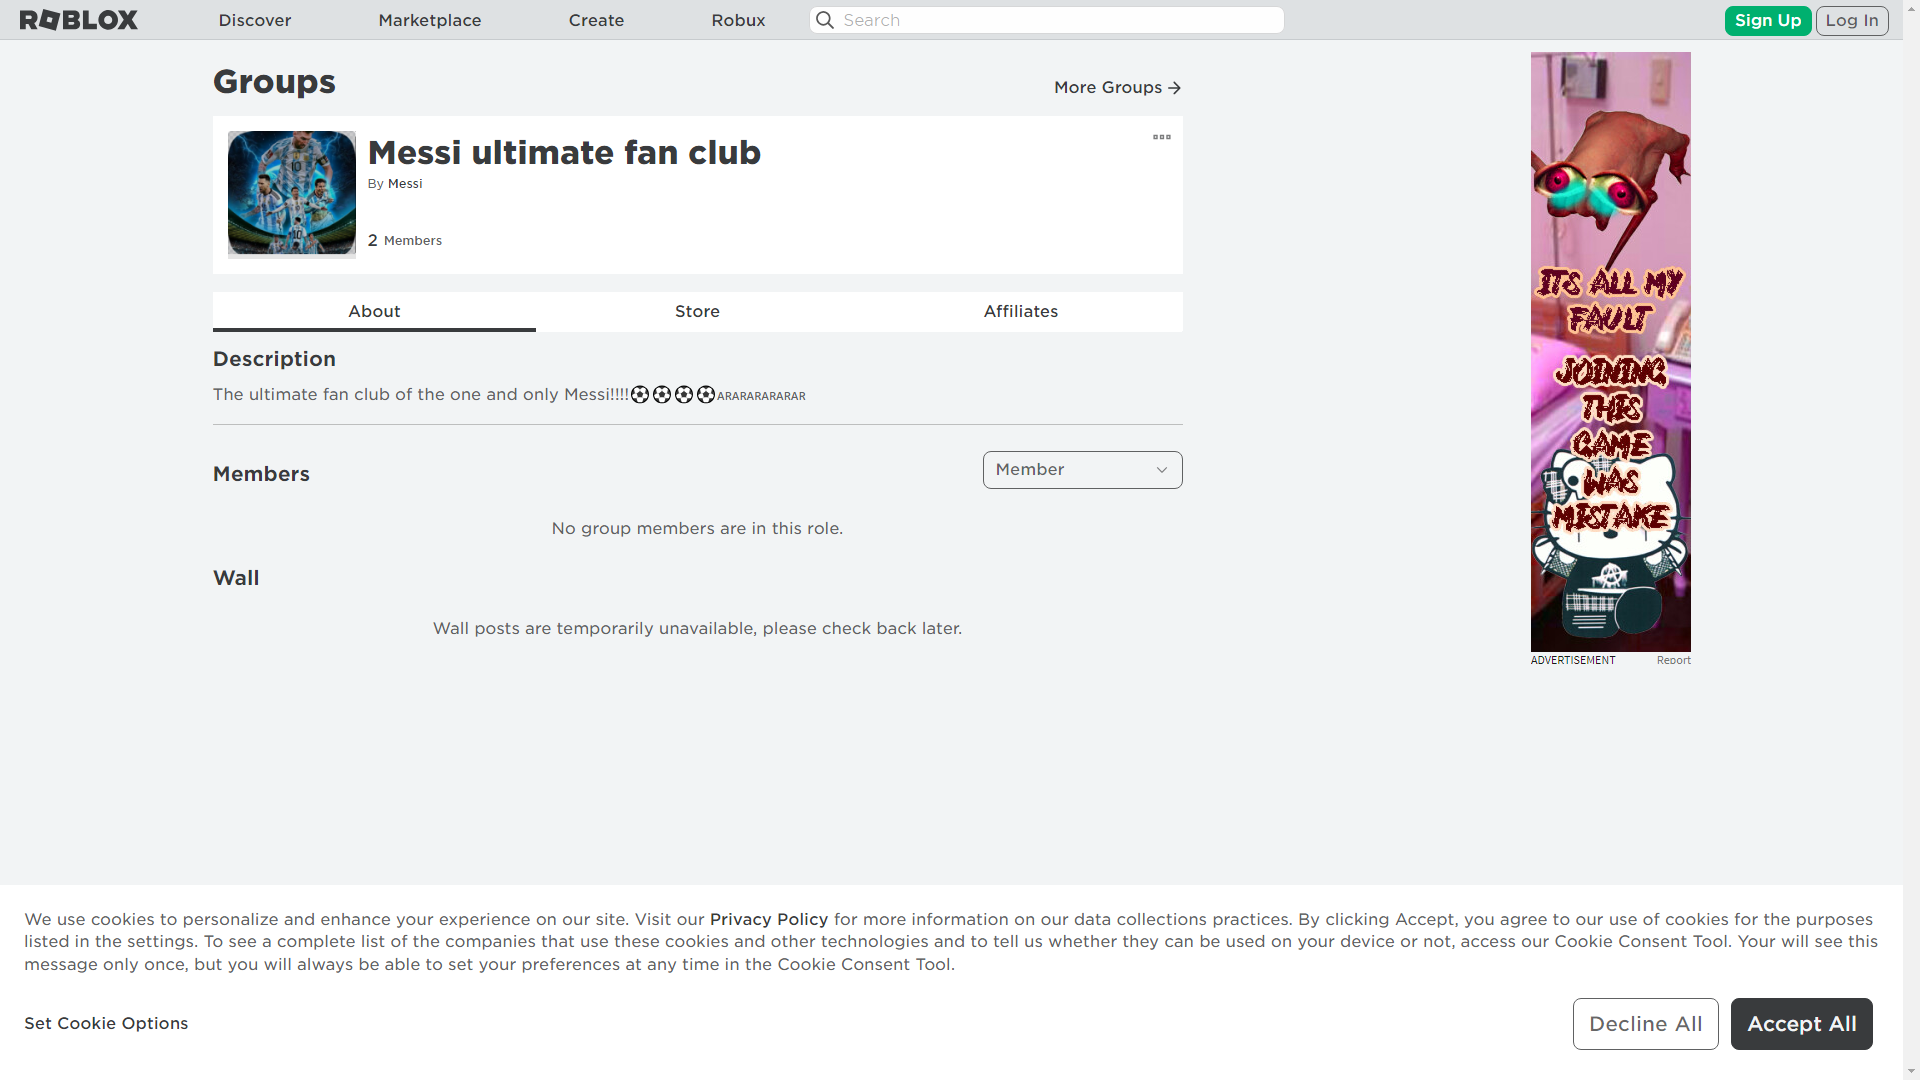 ROBLOX
Discover
Marketplace
Create
Robux
Search
Sign Up
Log In
Groups
More Groups
Messi ultimate fan club
By Messi
2 Members
About
Store
Affiliates
Description
The ultimate fan club of the one and only Messi!!!!⚽⚽⚽⚽ᴀʀᴀʀᴀʀᴀʀᴀʀᴀʀ
Members
Member
No group members are in this role.
Wall
Wall posts are temporarily unavailable, please check back later.
ITS ALL MY
FAULT
JOINING
THIS
GAME
WAS
MISTAKE
ADVERTISEMENT
Report
We use cookies to personalize and enhance your experience on our site. Visit our Privacy Policy for more information on our data collections practices. By clicking Accept, you agree to our use of cookies for the purposes
listed in the settings. To see a complete list of the companies that use these cookies and other technologies and to tell us whether they can be used on your device or not, access our Cookie Consent Tool. Your will see this
message only once, but you will always be able to set your preferences at any time in the Cookie Consent Tool.
Set Cookie Options
Decline All
Accept All